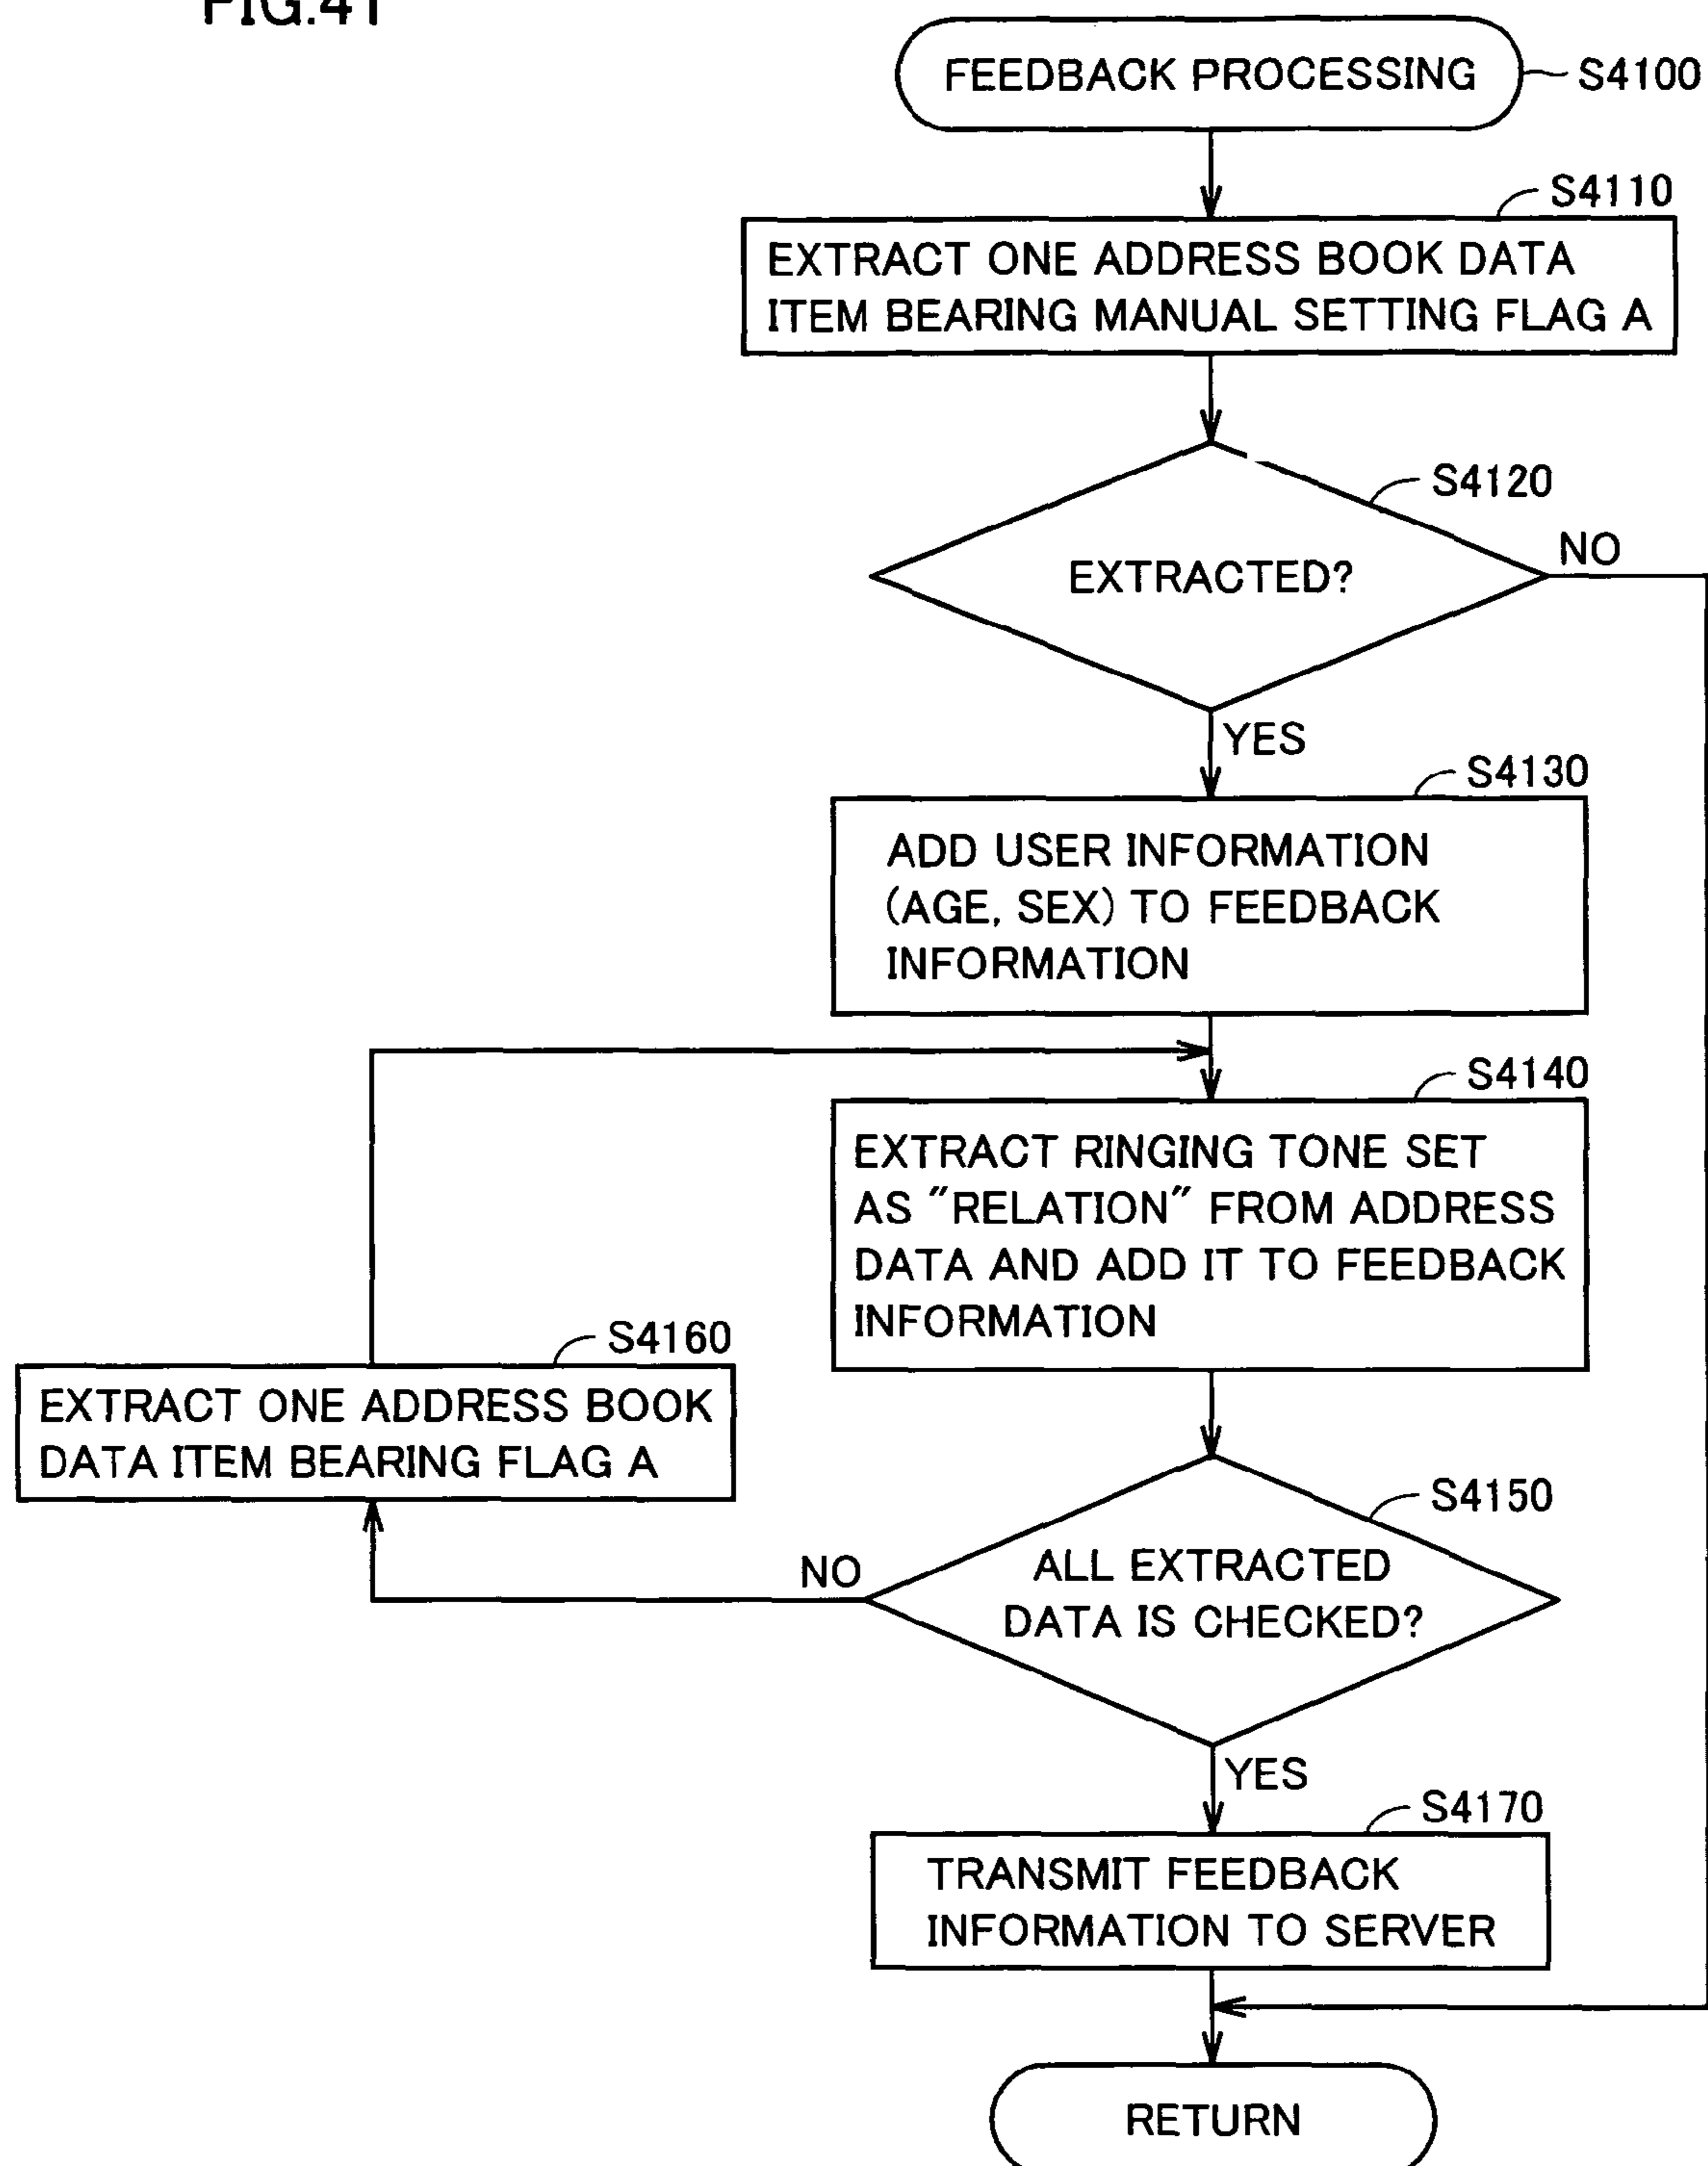 FIG.41
FEEDBACK PROCESSING
S4100
S4110
EXTRACT ONE ADDRESS BOOK DATA
ITEM BEARING MANUAL SETTING FLAG A
S4120
EXTRACTED?
NO
YES
S4130
ADD USER INFORMATION
(AGE, SEX) TO FEEDBACK
INFORMATION
S4140
EXTRACT RINGING TONE SET
AS "RELATION" FROM ADDRESS
DATA AND ADD IT TO FEEDBACK
INFORMATION
S4160
EXTRACT ONE ADDRESS BOOK
DATA ITEM BEARING FLAG A
S4150
ALL EXTRACTED
DATA IS CHECKED?
NO
YES
S4170
TRANSMIT FEEDBACK
INFORMATION TO SERVER
RETURN